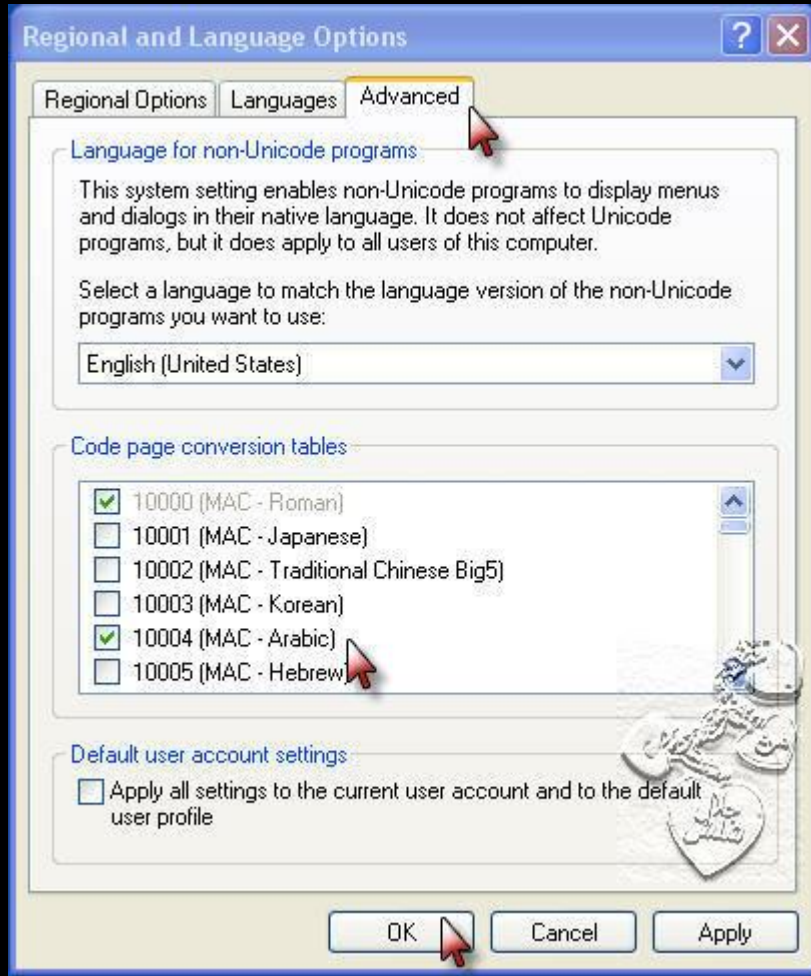 Regional and Language Options
Regional Options Languages Advanced
Language for non-Unicode programs
This system setting enables non-Unicode programs to display menus
and dialogs in their native language. It does not affect Unicode
programs, but it does apply to all users of this computer.
Select a language to match the language version of the non-Unicode
programs you want to use:
English (United States)
Code page conversion tables
10000 (MAC - Roman)
10001 (MAC - Japanese)
10002 (MAC - Traditional Chinese Big5)
10003 (MAC - Korean)
10004 (MAC - Arabic)
10005 (MAC - Hebrew)
Default user account settings
Apply all settings to the current user account and to the default
user profile
OK Cancel Apply